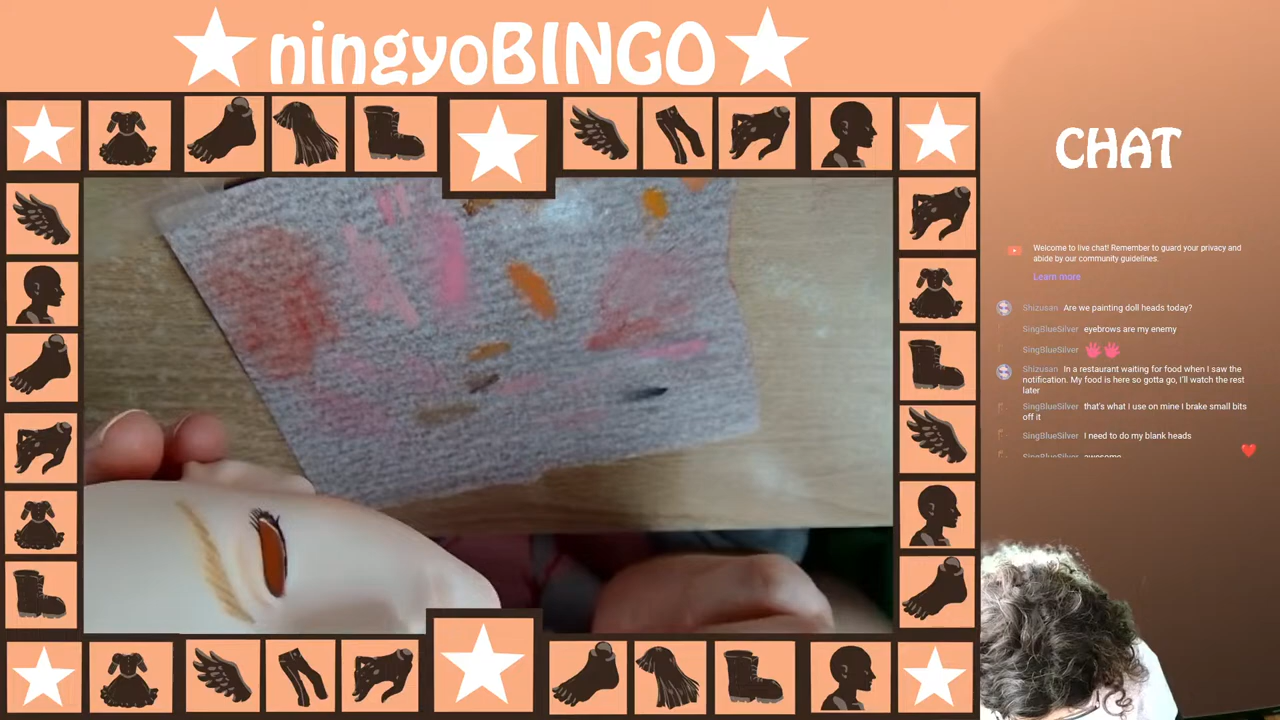 ningyoBINGO
CHAT
Welcome to live chat! Remember to guard your privacy and
abide by our community guidelines.
Learn more
Shizusan Are we painting doll heads today?
SingBlueSilver eyebrows are my enemy
SingBlueSilver
Shizusan In a restaurant waiting for food when I saw the
notification. My food is here so gotta go, I'll watch the rest
later
SingBlueSilver that's what I use on mine I brake small bits
off it
SingBlueSilver I need to do my blank heads
SingBlueSilver awesome